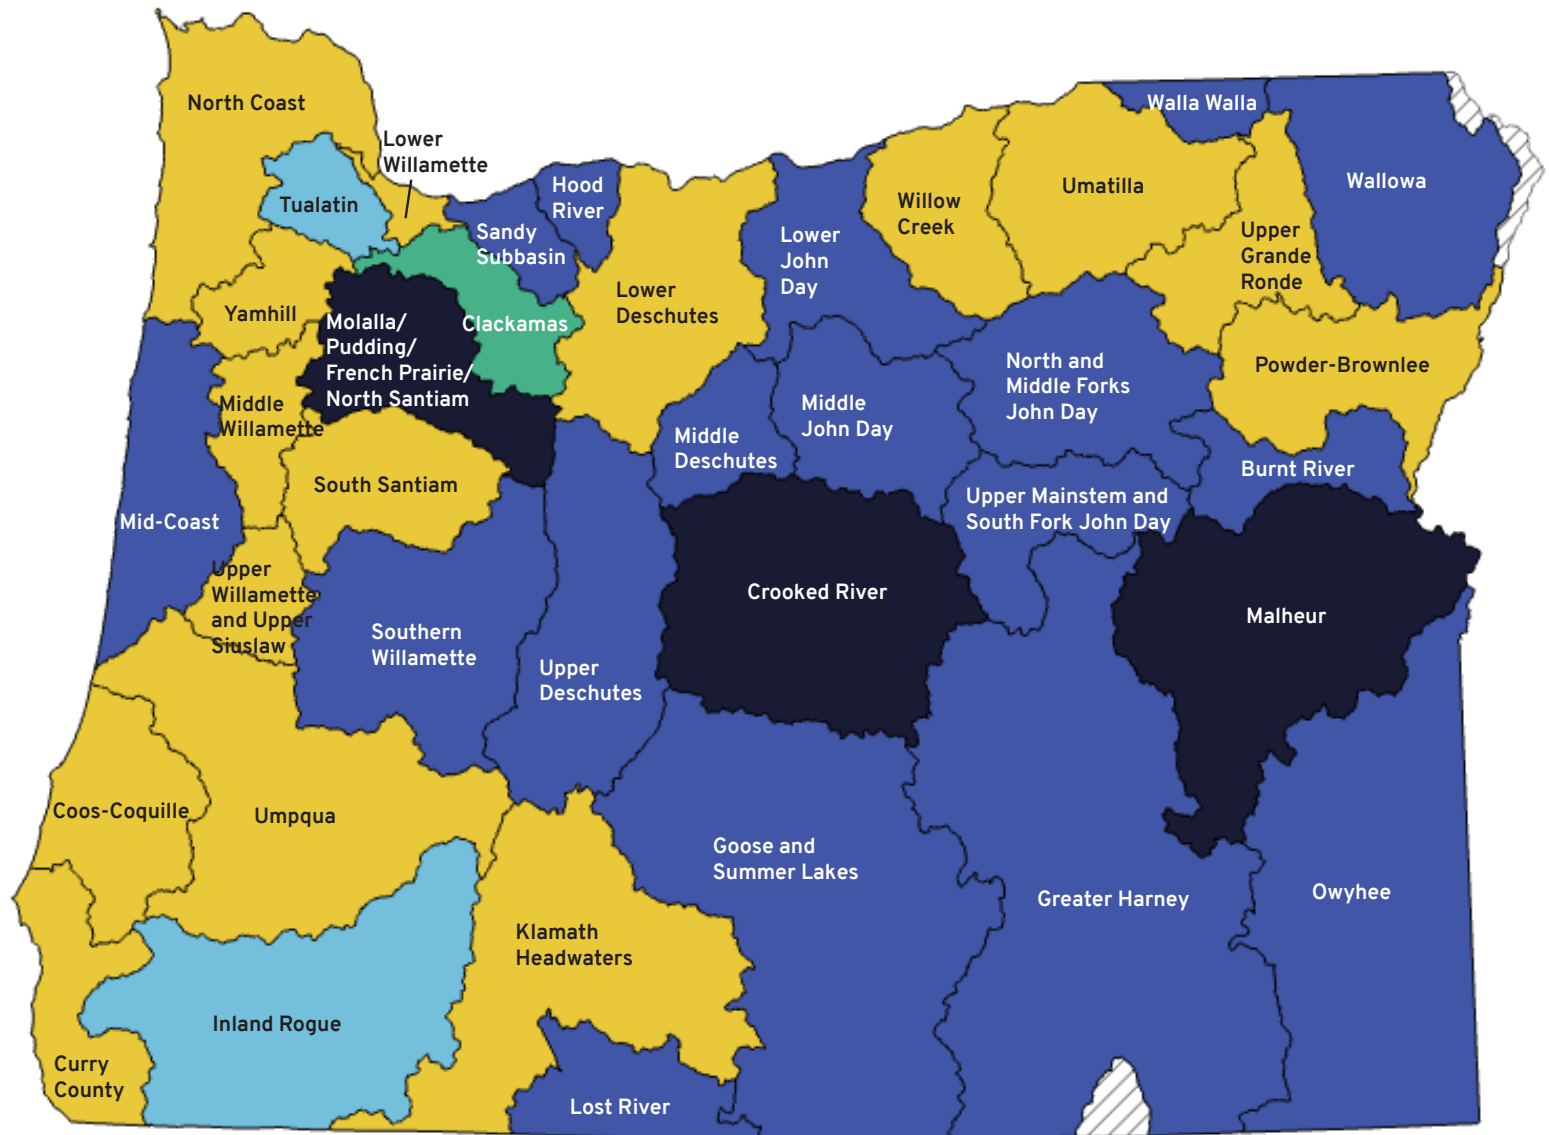 North Coast
Lower
Willamette
Walla Walla
Hood
River
Wallowa
Umatilla
Tualatin
Willow
Creek
Sandy
Subbasin
Lower
John
Day
Upper
Grande
Ronde
Lower
Deschutes
Yamhill
Molalla/
Pudding/
French Prairie/
North Santiam
Clackamas
North and
Middle Forks
John Day
Powder-Brownlee
Middle
Willamette
Middle
John Day
Middle
Deschutes
Burnt River
South Santiam
Upper Mainstem and
South Fork John Day
Mid-Coast
Upper
Willamette
and Upper
Siuslaw
Crooked River
Malheur
Southern
Willamette
Upper
Deschutes
Coos-Coquille
Umpqua
Goose and
Summer Lakes
Greater Harney
Owyhee
Klamath
Headwaters
Inland Rogue
Curry
County
Lost River